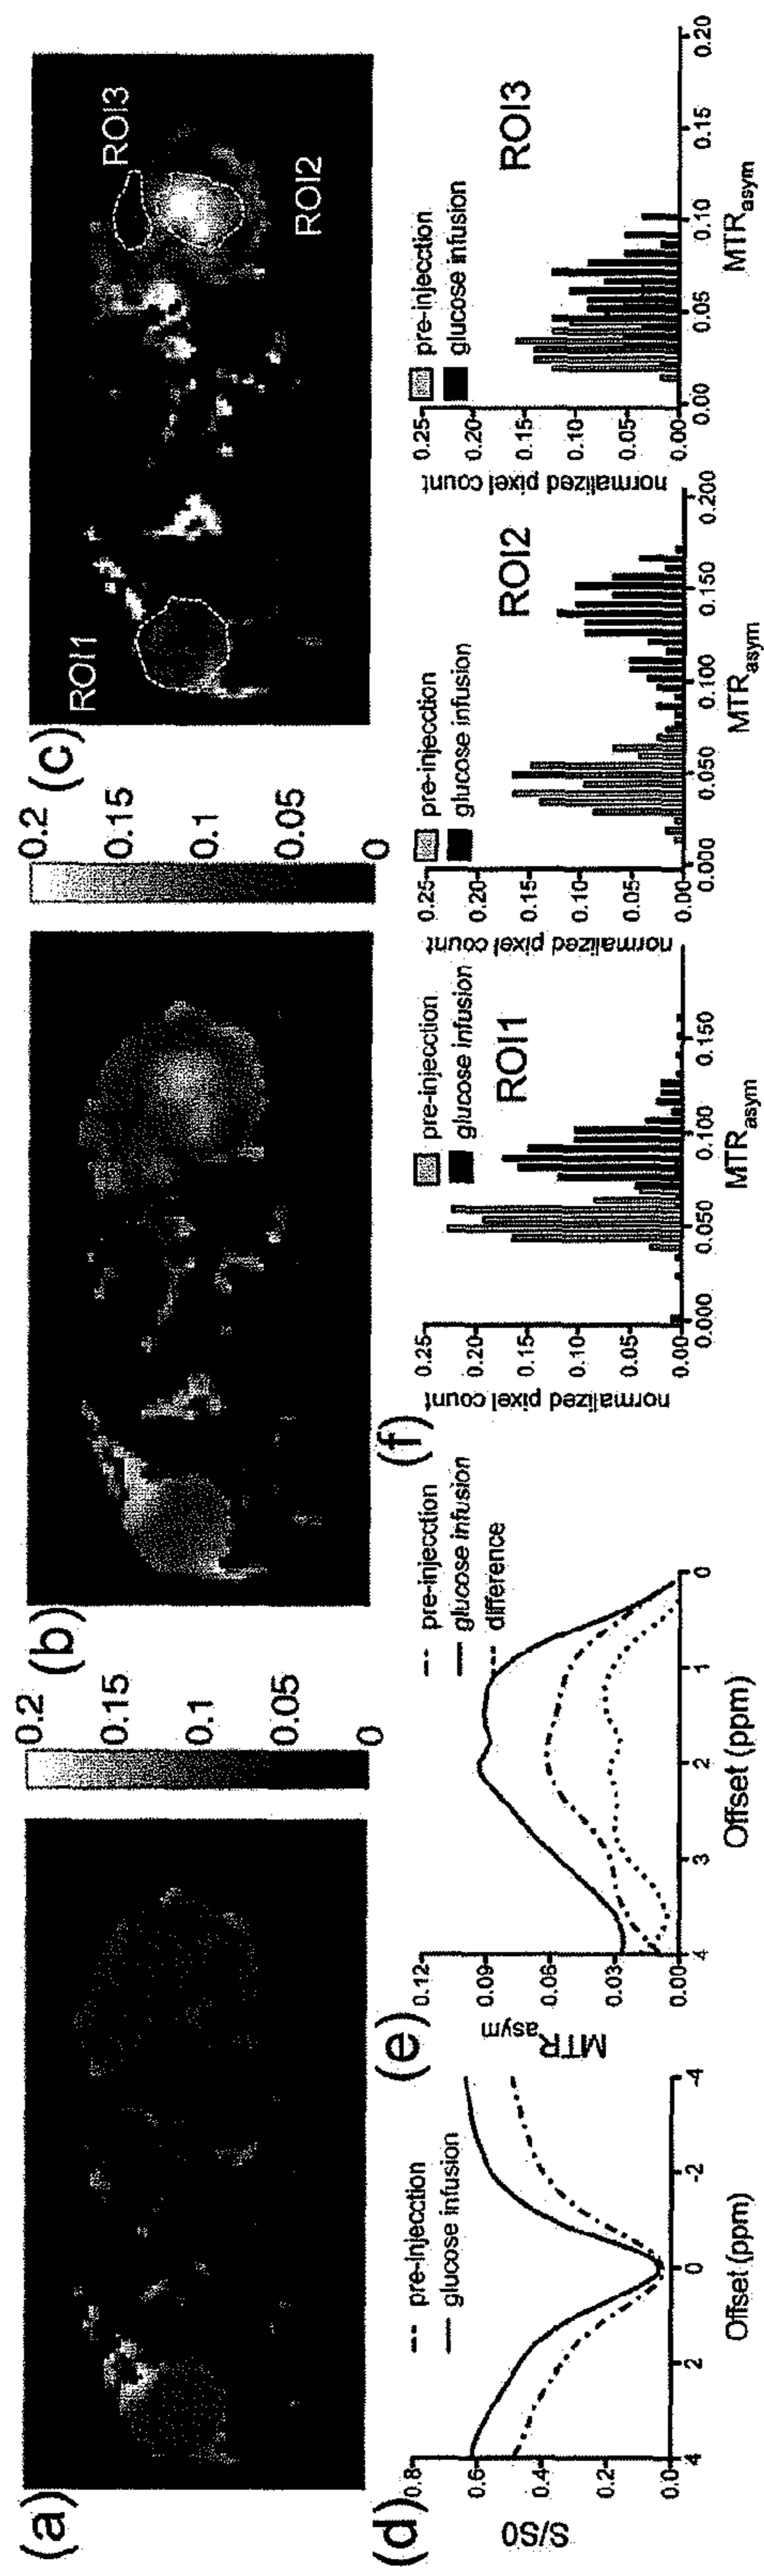 (a)
0.2
0.15
0.1
0.05
0
(b)
0.2
0.15
0.1
0.05
0
(c)
ROI1
ROI3
ROI2
(d)
0.8
0.6
0.4
0.2
0.0
S/S0
4
2
0
-2
-4
Offset (ppm)
pre-injecction
glucose infusion
(e)
0.12
0.09
0.06
0.03
0.00
MTRasym
4
3
2
1
0
Offset (ppm)
pre-injecction
glucose infusion
difference
(f)
normalized pixel count
0.25
0.20
0.15
0.10
0.05
0.00
0.000
0.050
0.100
0.150
MTRasym
pre-injecction
glucose infusion
ROI1
normalized pixel count
0.25
0.20
0.15
0.10
0.05
0.00
0.000
0.050
0.100
0.150
0.200
MTRasym
pre-injecction
glucose infusion
ROI2
normalized pixel count
0.25
0.20
0.15
0.10
0.05
0.00
0.00
0.05
0.10
0.15
0.20
MTRasym
pre-injecction
glucose infusion
ROI3